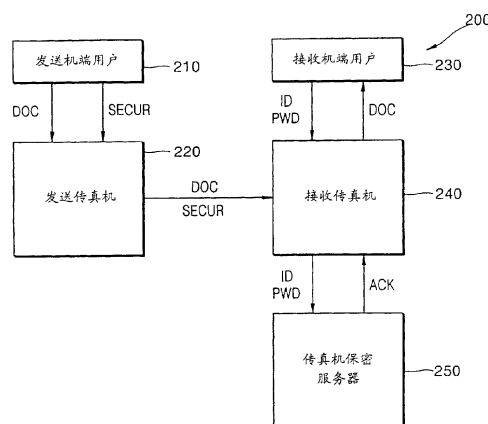 200
发送机端用户
210
接收机端用户
230
DOC
SECUR
ID
PWD
DOC
220
发送传真机
DOC
SECUR
接收传真机
240
ID
PWD
ACK
传真机保密
服务器
250